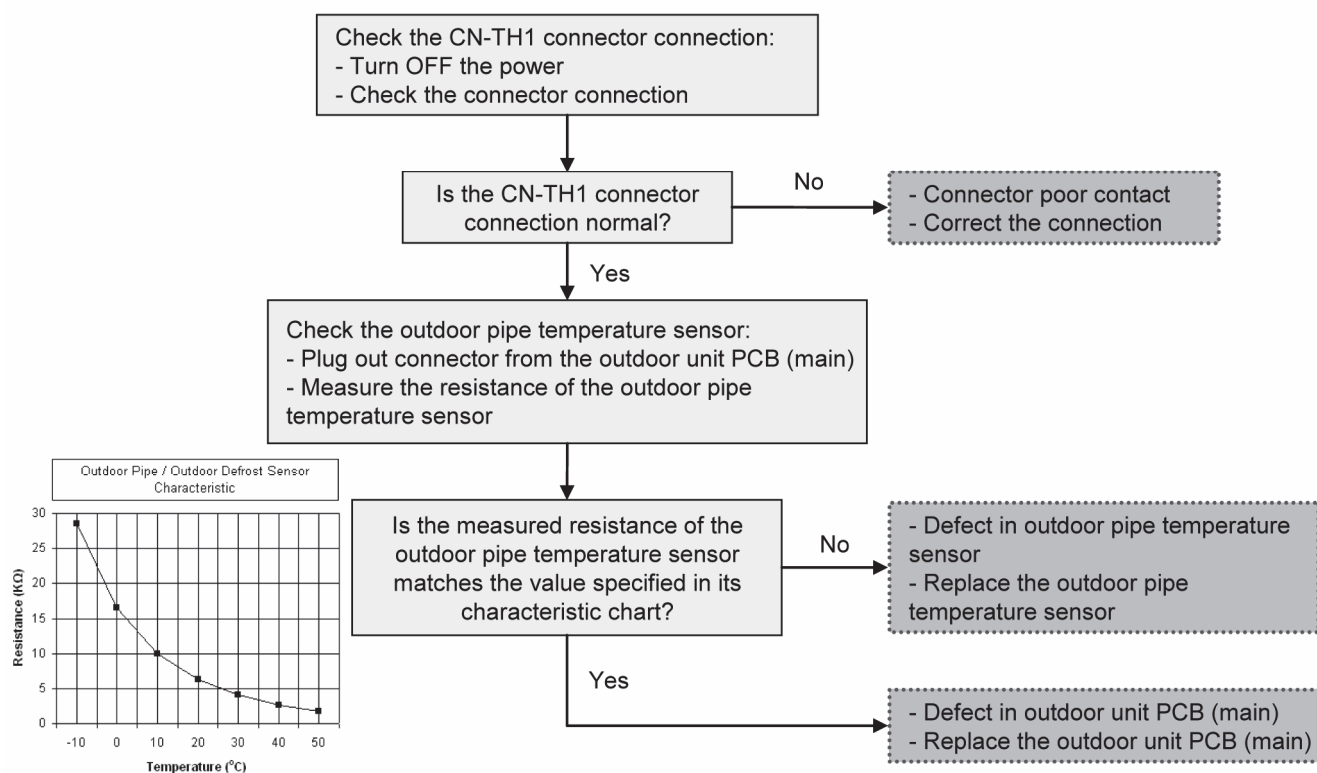 Check the CN-TH1 connector connection:
- Turn OFF the power
- Check the connector connection
Is the CN-TH1 connector
connection normal?
No
- Connector poor contact
- Correct the connection
Yes
Check the outdoor pipe temperature sensor:
- Plug out connector from the outdoor unit PCB (main)
- Measure the resistance of the outdoor pipe
temperature sensor
Outdoor Pipe / Outdoor Defrost Sensor
Characteristic
30
25
20
15
10
5
0
Resistance (KΩ)
-10 0 10 20 30 40 50
Temperature (°C)
Is the measured resistance of the
outdoor pipe temperature sensor
matches the value specified in its
characteristic chart?
No
- Defect in outdoor pipe temperature
sensor
- Replace the outdoor pipe
temperature sensor
Yes
- Defect in outdoor unit PCB (main)
- Replace the outdoor unit PCB (main)